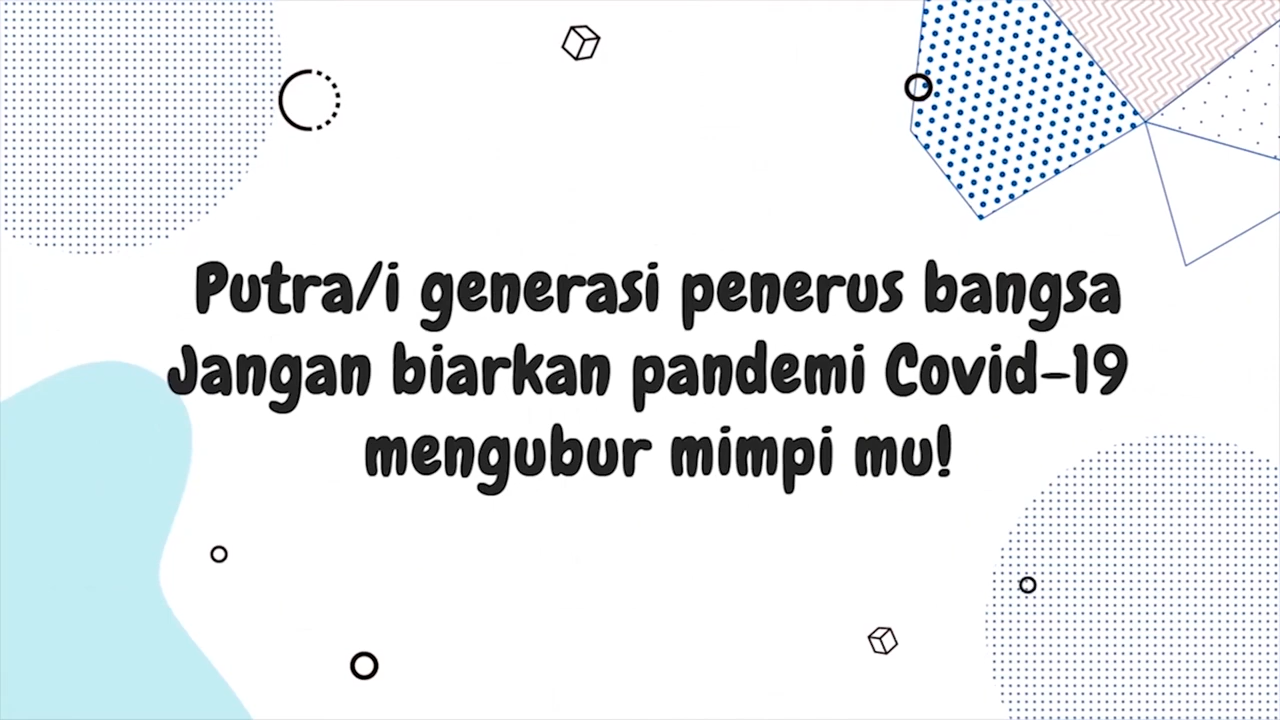 Putra/i generasi penerus bangsa
Jangan biarkan pandemi Covid-19
mengubur mimpi mu!